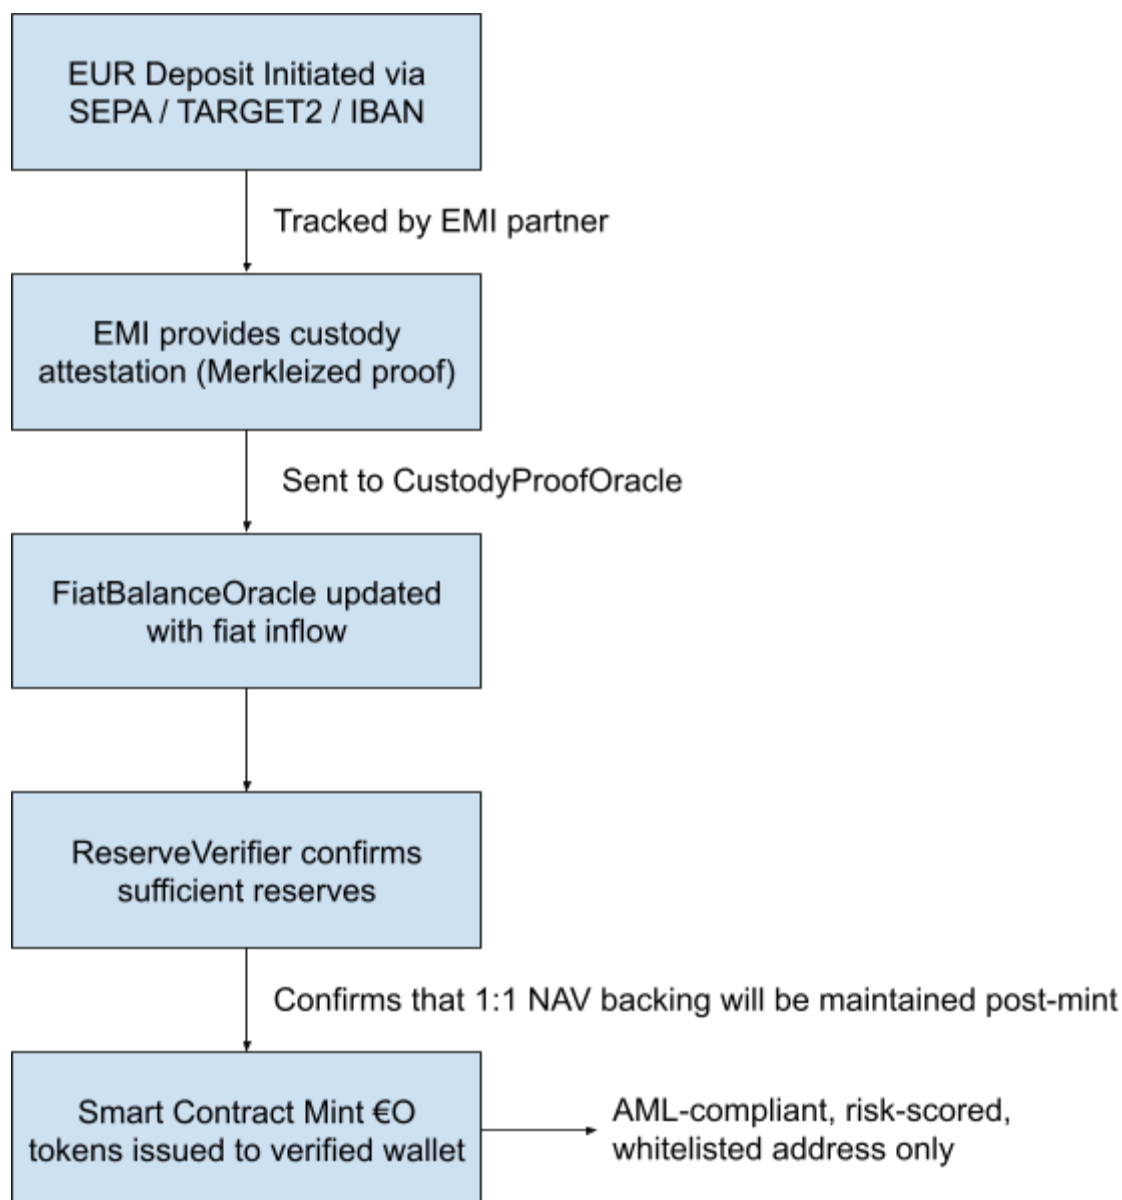 EUR Deposit Initiated via
SEPA / TARGET2 / IBAN
Tracked by EMI partner
EMI provides custody
attestation (Merkleized proof)
Sent to CustodyProofOracle
FiatBalanceOracle updated
with fiat inflow
ReserveVerifier confirms
sufficient reserves
Confirms that 1:1 NAV backing will be maintained post-mint
Smart Contract Mint €O
tokens issued to verified wallet
AML-compliant, risk-scored,
whitelisted address only